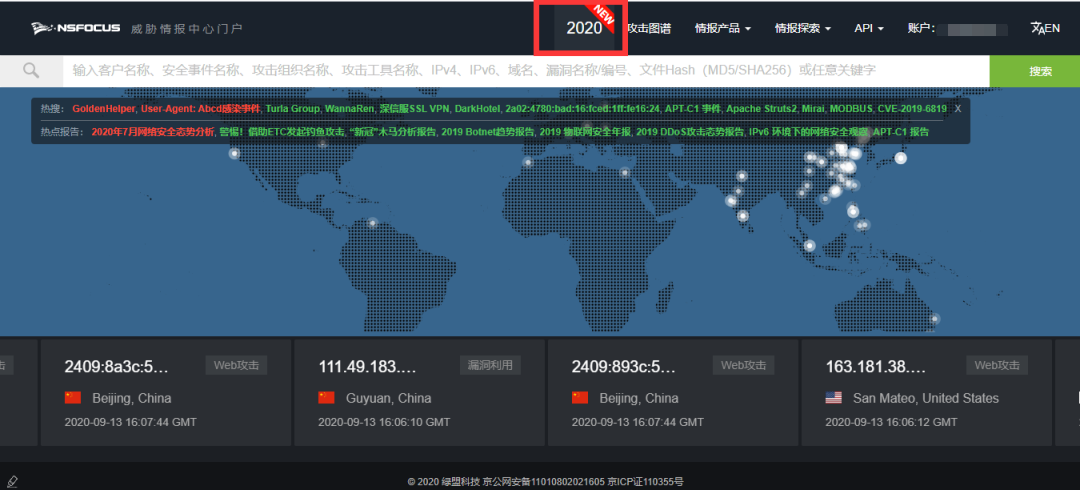 NSFOCUS 威胁情报中心门户 2020 NEW 攻击图谱 情报产品 情报探索 API 账户: EN
输入客户名称、安全事件名称、攻击组织名称、攻击工具名称、IPv4、IPv6、域名、漏洞名称/编号、文件Hash(MD5/SHA256)或任意关键字 搜索
热搜: GoldenHelper, User-Agent: Abcd感染事件, Turla Group, WannaRen, 深信服SSL VPN, DarkHotel, 2a02:4780:bad:16:fced:1ff:fe16:24, APT-C1 事件, Apache Struts2, Mirai, MODBUS, CVE-2019-6819 X
热点报告: 2020年7月网络安全态势分析, 警惕!借助ETC发起钓鱼攻击, “新冠”木马分析报告, 2019 Botnet趋势报告, 2019 物联网安全年报, 2019 DDoS攻击态势报告, IPv6 环境下的网络安全观察, APT-C1 报告
击 2409:8a3c:5... Web攻击 111.49.183.... 漏洞利用 2409:893c:5... Web攻击 163.181.38.... Web攻击
Beijing, China Guyuan, China Beijing, China San Mateo, United States
2020-09-13 16:07:44 GMT 2020-09-13 16:06:10 GMT 2020-09-13 16:07:44 GMT 2020-09-13 16:06:12 GMT
© 2020 绿盟科技 京公网安备11010802021605 京ICP证110355号